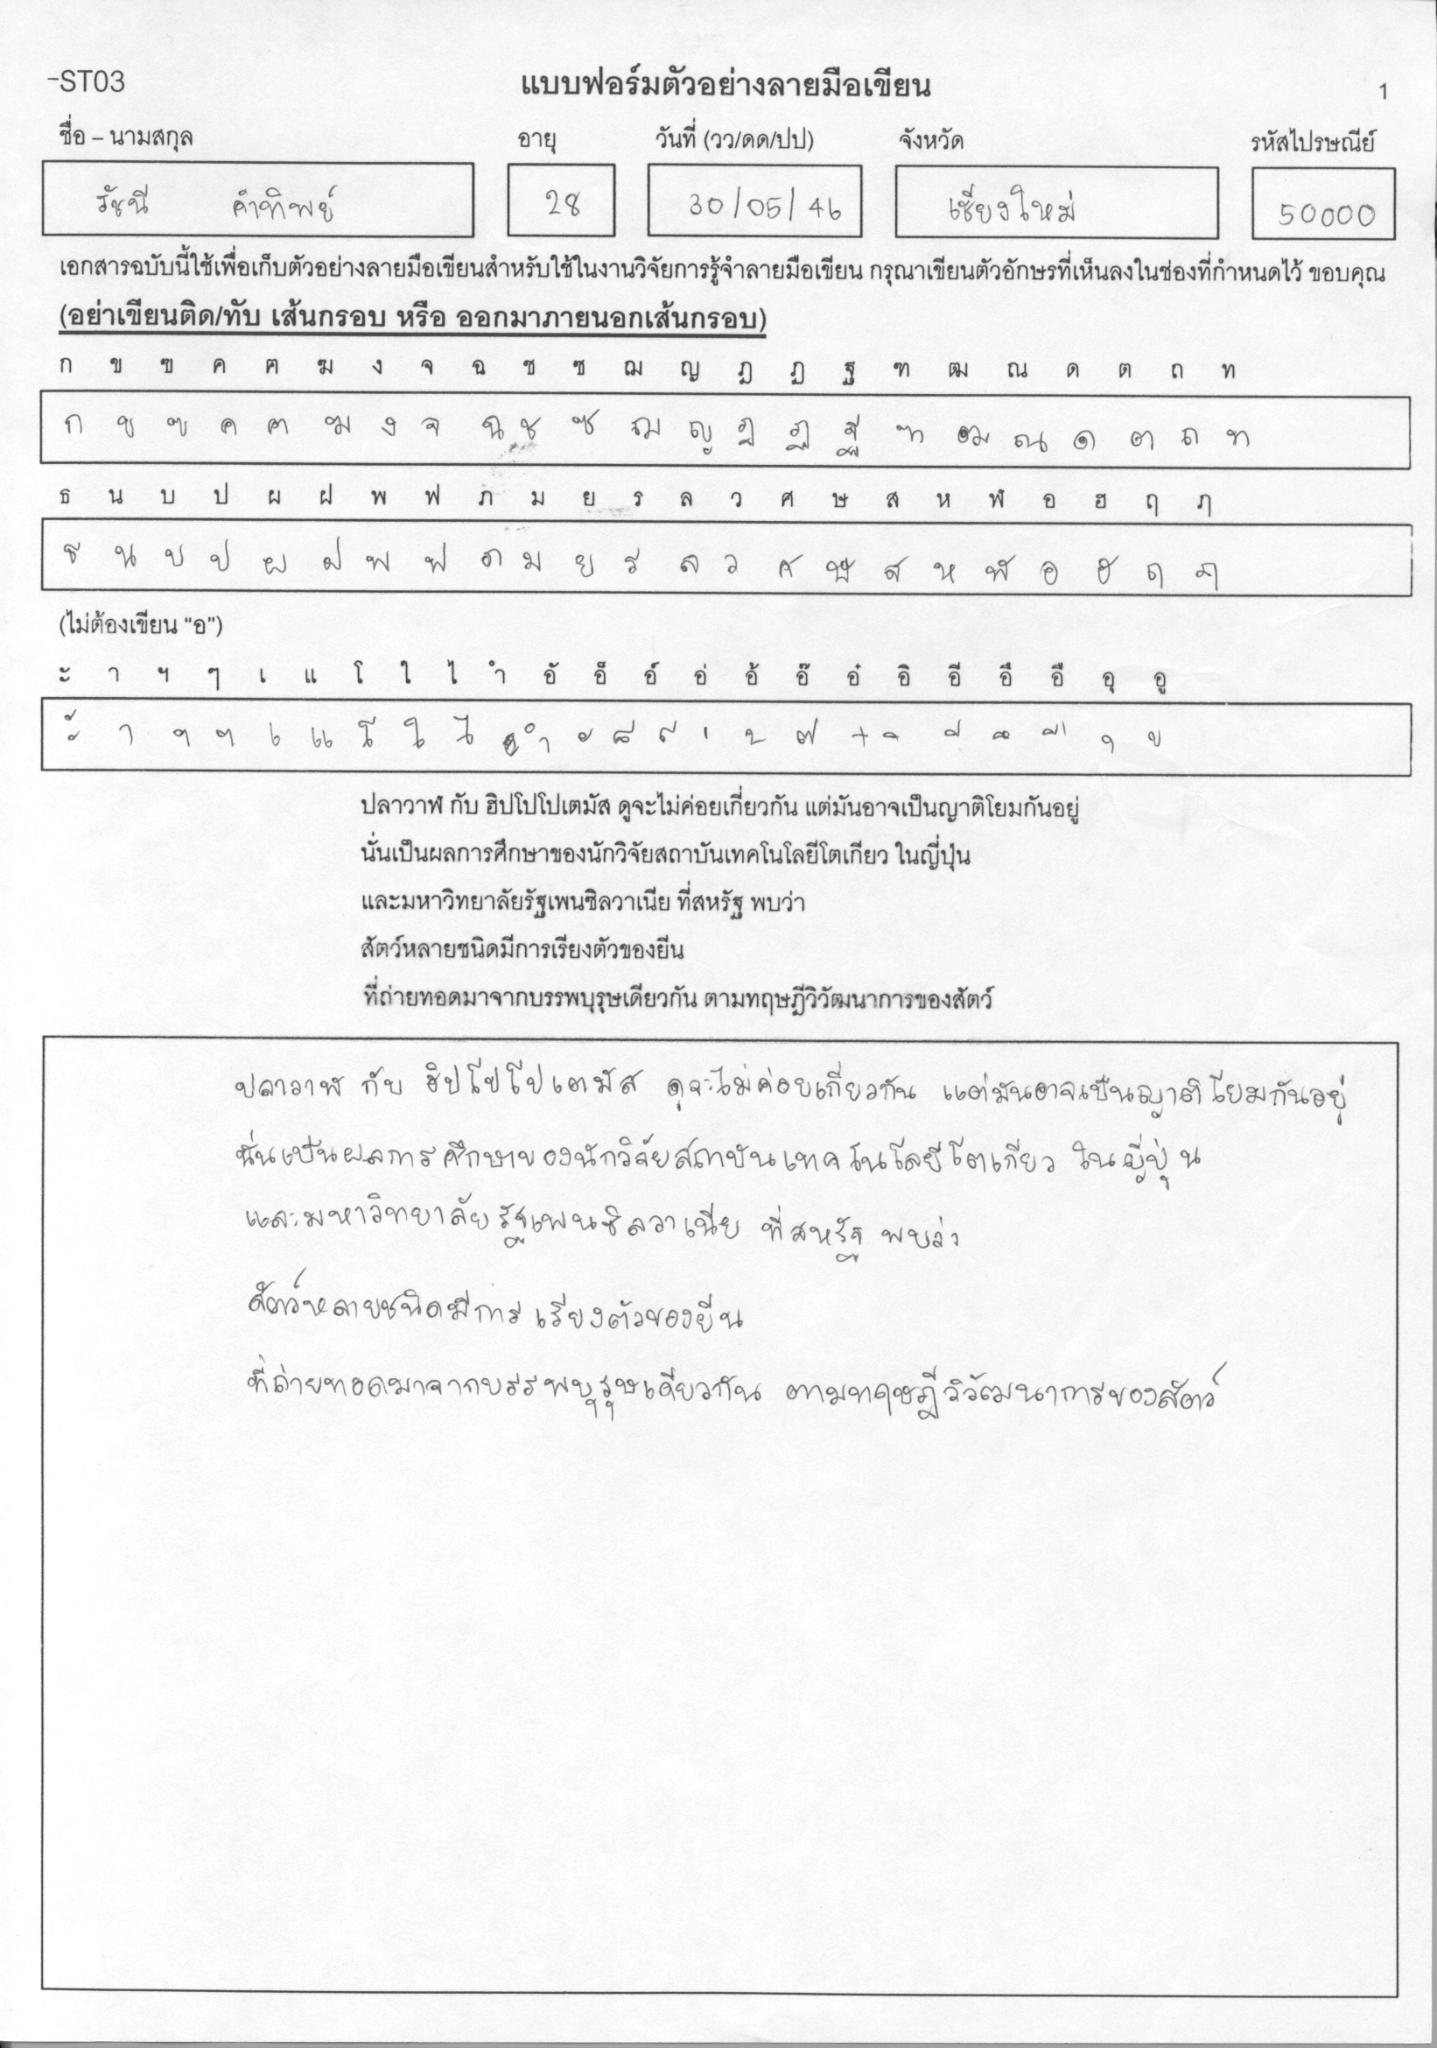 -ST03
แบบฟอร์มตัวอย่างลายมือเขียน
1
ชื่อ – นามสกุล อายุ วันที่ (วว/ดด/ปป) จังหวัด รหัสไปรษณีย์
รัชนี คำทิพย์ 28 30/05/46 เชียงใหม่ 50000
เอกสารฉบับนี้ใช้เพื่อเก็บตัวอย่างลายมือเขียนสำหรับใช้ในงานวิจัยการรู้จำลายมือเขียน กรุณาเขียนตัวอักษรที่เห็นลงในช่องที่กำหนดไว้ ขอบคุณ
(อย่าเขียนติด/ทับ เส้นกรอบ หรือ ออกมาภายนอกเส้นกรอบ)
ก ข ฃ ค ฅ ฆ ง จ ฉ ช ซ ฌ ญ ฎ ฏ ฐ ฑ ฒ ณ ด ต ถ ท
ก ข ฃ ค ฅ ฆ ง จ ฉ ช ซ ฌ ญ ฎ ฏ ฐ ฑ ฒ ณ ด ต ถ ท
ธ น บ ป ผ ฝ พ ฟ ภ ม ย ร ล ว ศ ษ ส ห ฬ อ ฮ ฤ ฦ
ธ น บ ป ผ ฝ พ ฟ ภ ม ย ร ล ว ศ ษ ส ห ฬ อ ฮ ฤ ฦ
(ไม่ต้องเขียน “อ”)
ะ า ฯ ๆ เ แ โ ใ ไ ำ อั อ็ อ์ อ่ อ้ อ๊ อ๋ อิ อี อึ อื อุ อู
ะ า ฯ ๆ เ แ โ ใ ไ ำ ั ็ ์ ่ ้ ๊ ๋ ิ ี ึ ื ุ ู
ปลาวาฬ กับ ฮิปโปโปเตมัส ดูจะไม่ค่อยเกี่ยวกัน แต่มันอาจเป็นญาติโยมกันอยู่
นั่นเป็นผลการศึกษาของนักวิจัยสถาบันเทคโนโลยีโตเกียว ในญี่ปุ่น
และมหาวิทยาลัยรัฐเพนซิลวาเนีย ที่สหรัฐ พบว่า
สัตว์หลายชนิดมีการเรียงตัวของยีน
ที่ถ่ายทอดมาจากบรรพบุรุษเดียวกัน ตามทฤษฎีวิวัฒนาการของสัตว์
ปลาวาฬ กับ ฮิปโปโปเตมัส ดูจะไม่ค่อยเกี่ยวกัน แต่มันอาจเป็นญาติโยมกันอยู่
นั่นเป็นผลการศึกษาของนักวิจัยสถาบันเทคโนโลยีโตเกียว ในญี่ปุ่น
และมหาวิทยาลัยรัฐเพนซิลวาเนีย ที่สหรัฐ พบว่า
สัตว์หลายชนิดมีการเรียงตัวของยีน
ที่ถ่ายทอดมาจากบรรพบุรุษเดียวกัน ตามทฤษฎีวิวัฒนาการของสัตว์